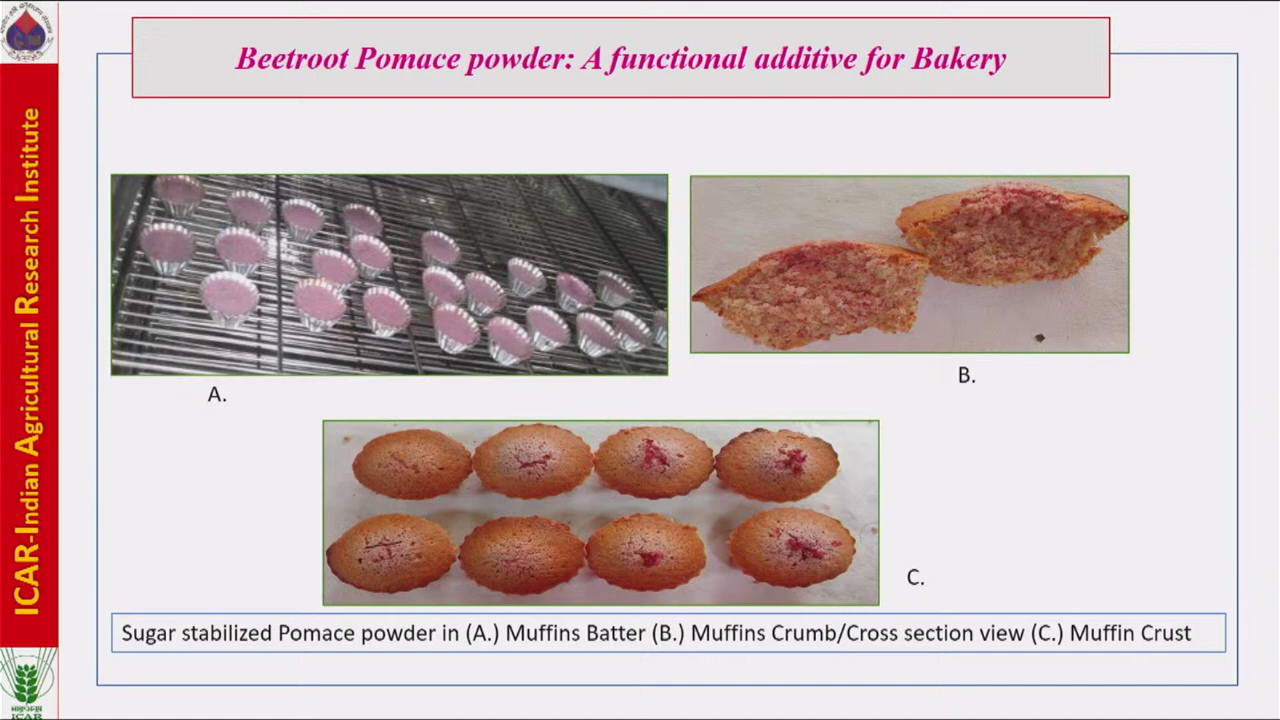 Beetroot Pomace powder: A functional additive for Bakery
ICAR-Indian Agricultural Research Institute
A.
B.
C.
Sugar stabilized Pomace powder in (A.) Muffins Batter (B.) Muffins Crumb/Cross section view (C.) Muffin Crust
ICAR